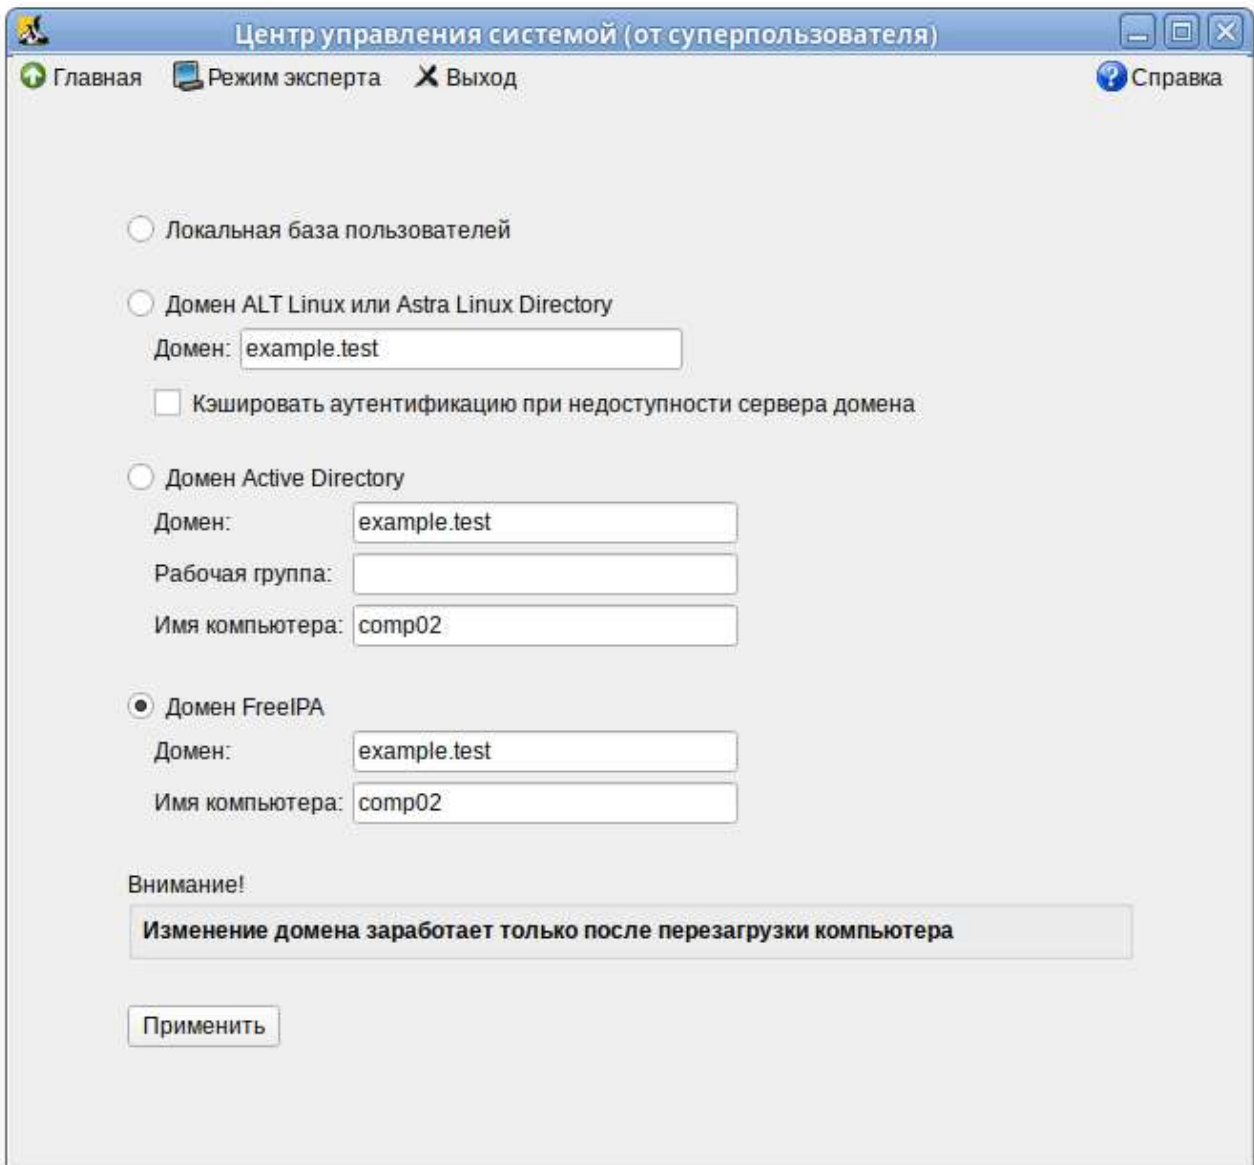 Центр управления системой (от суперпользователя)
Главная Режим эксперта Выход Справка
Локальная база пользователей
Домен ALT Linux или Astra Linux Directory
Домен: example.test
Кэшировать аутентификацию при недоступности сервера домена
Домен Active Directory
Домен: example.test
Рабочая группа:
Имя компьютера: comp02
Домен FreeIPA
Домен: example.test
Имя компьютера: comp02
Внимание!
Изменение домена заработает только после перезагрузки компьютера
Применить